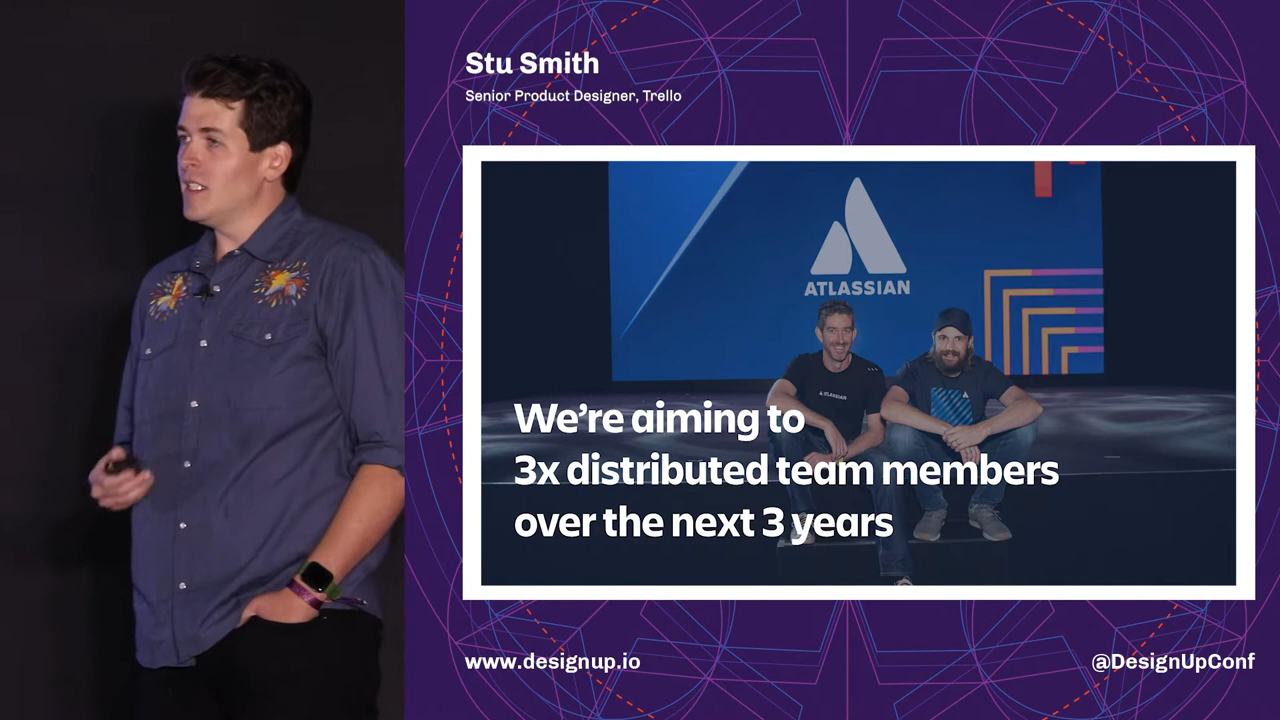 Stu Smith
Senior Product Designer, Trello
ATLASSIAN
ATLASSIAN
We’re aiming to
3x distributed team members
over the next 3 years
www.designup.io
@DesignUpConf